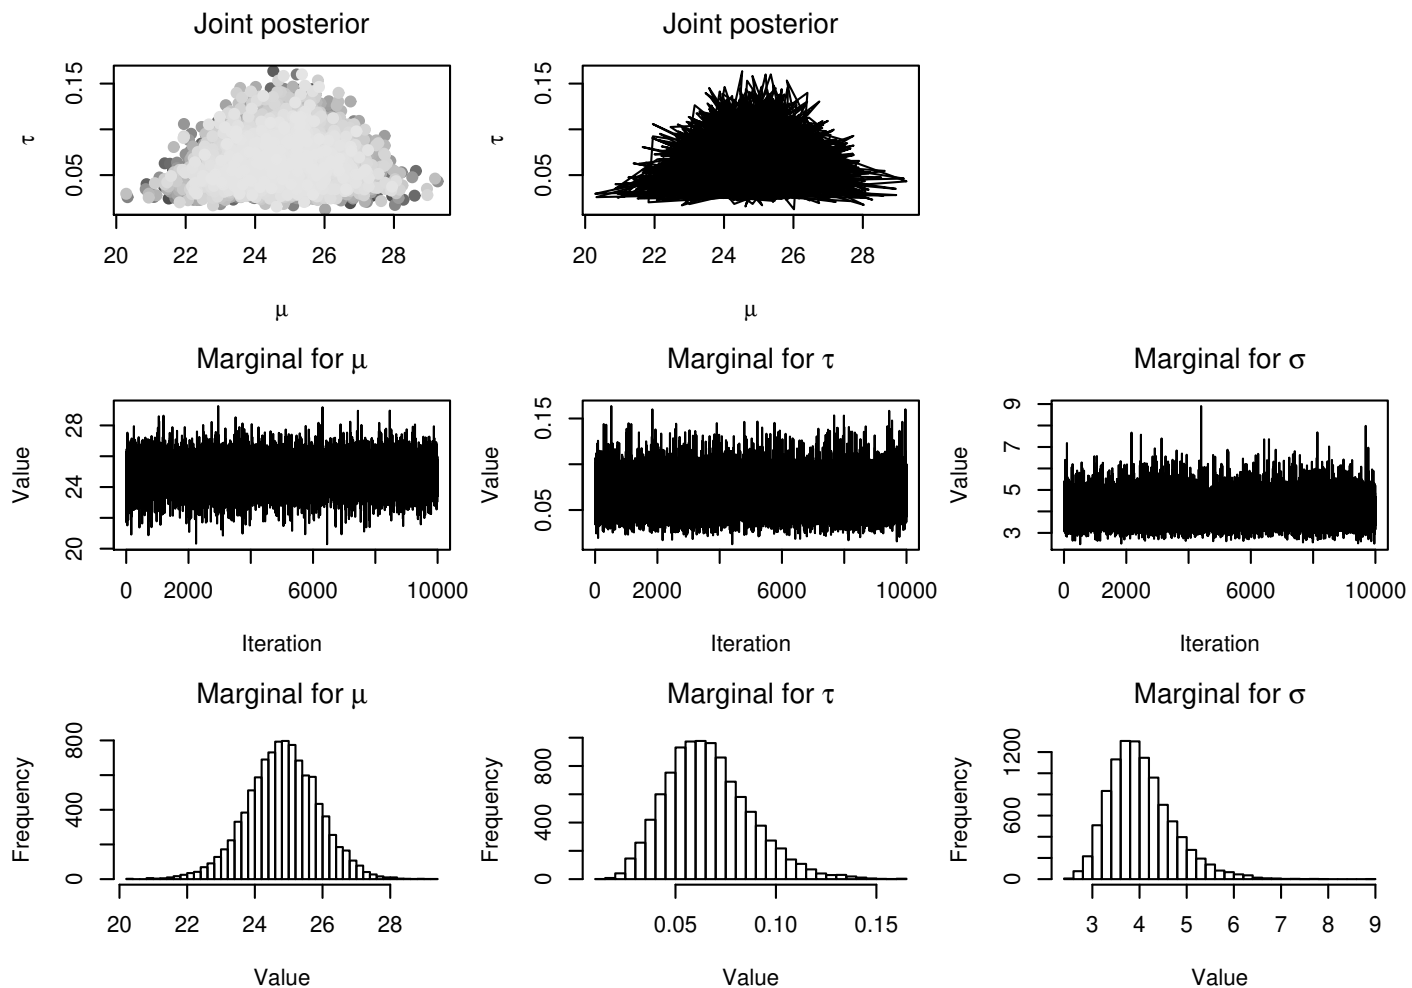 Joint posterior
τ
0.05 0.15
20 22 24 26 28
μ
Joint posterior
τ
0.05 0.15
20 22 24 26 28
μ
Marginal for μ
Value
20 24 28
0 2000 6000 10000
Iteration
Marginal for τ
Value
0.05 0.15
0 2000 6000 10000
Iteration
Marginal for σ
Value
3 5 7 9
0 2000 6000 10000
Iteration
Marginal for μ
Frequency
0 400 800
20 22 24 26 28
Value
Marginal for τ
Frequency
0 400 800
0.05 0.10 0.15
Value
Marginal for σ
Frequency
0 600 1200
3 4 5 6 7 8 9
Value